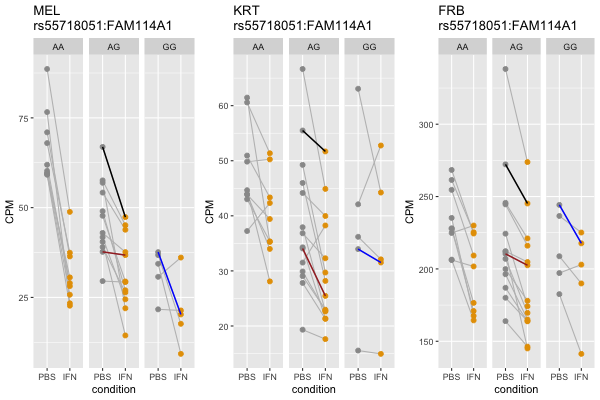 MEL
rs55718051:FAM114A1
AA AG GG
CPM
75
50
25
PBS IFN PBS IFN PBS IFN
condition
KRT
rs55718051:FAM114A1
AA AG GG
CPM
60
50
40
30
20
PBS IFN PBS IFN PBS IFN
condition
FRB
rs55718051:FAM114A1
AA AG GG
CPM
300
250
200
150
PBS IFN PBS IFN PBS IFN
condition